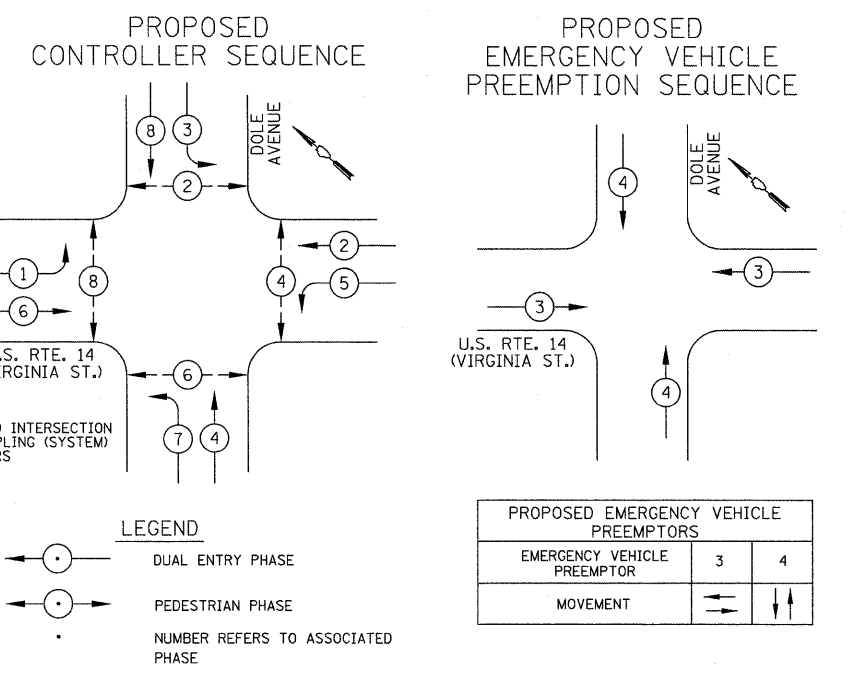 PROPOSED
CONTROLLER SEQUENCE
8
3
DOLE
AVENUE
2
2
1
8
4
5
6
.S. RTE. 14
RGINIA ST.)
6
INTERSECTION
PLING (SYSTEM)
RS
7
4
LEGEND
DUAL ENTRY PHASE
PEDESTRIAN PHASE
NUMBER REFERS TO ASSOCIATED
PHASE
PROPOSED
EMERGENCY VEHICLE
PREEMPTION SEQUENCE
4
DOLE
AVENUE
3
3
U.S. RTE. 14
(VIRGINIA ST.)
4
PROPOSED EMERGENCY VEHICLE
PREEMPTORS
EMERGENCY VEHICLE
PREEMPTOR
3
4
MOVEMENT